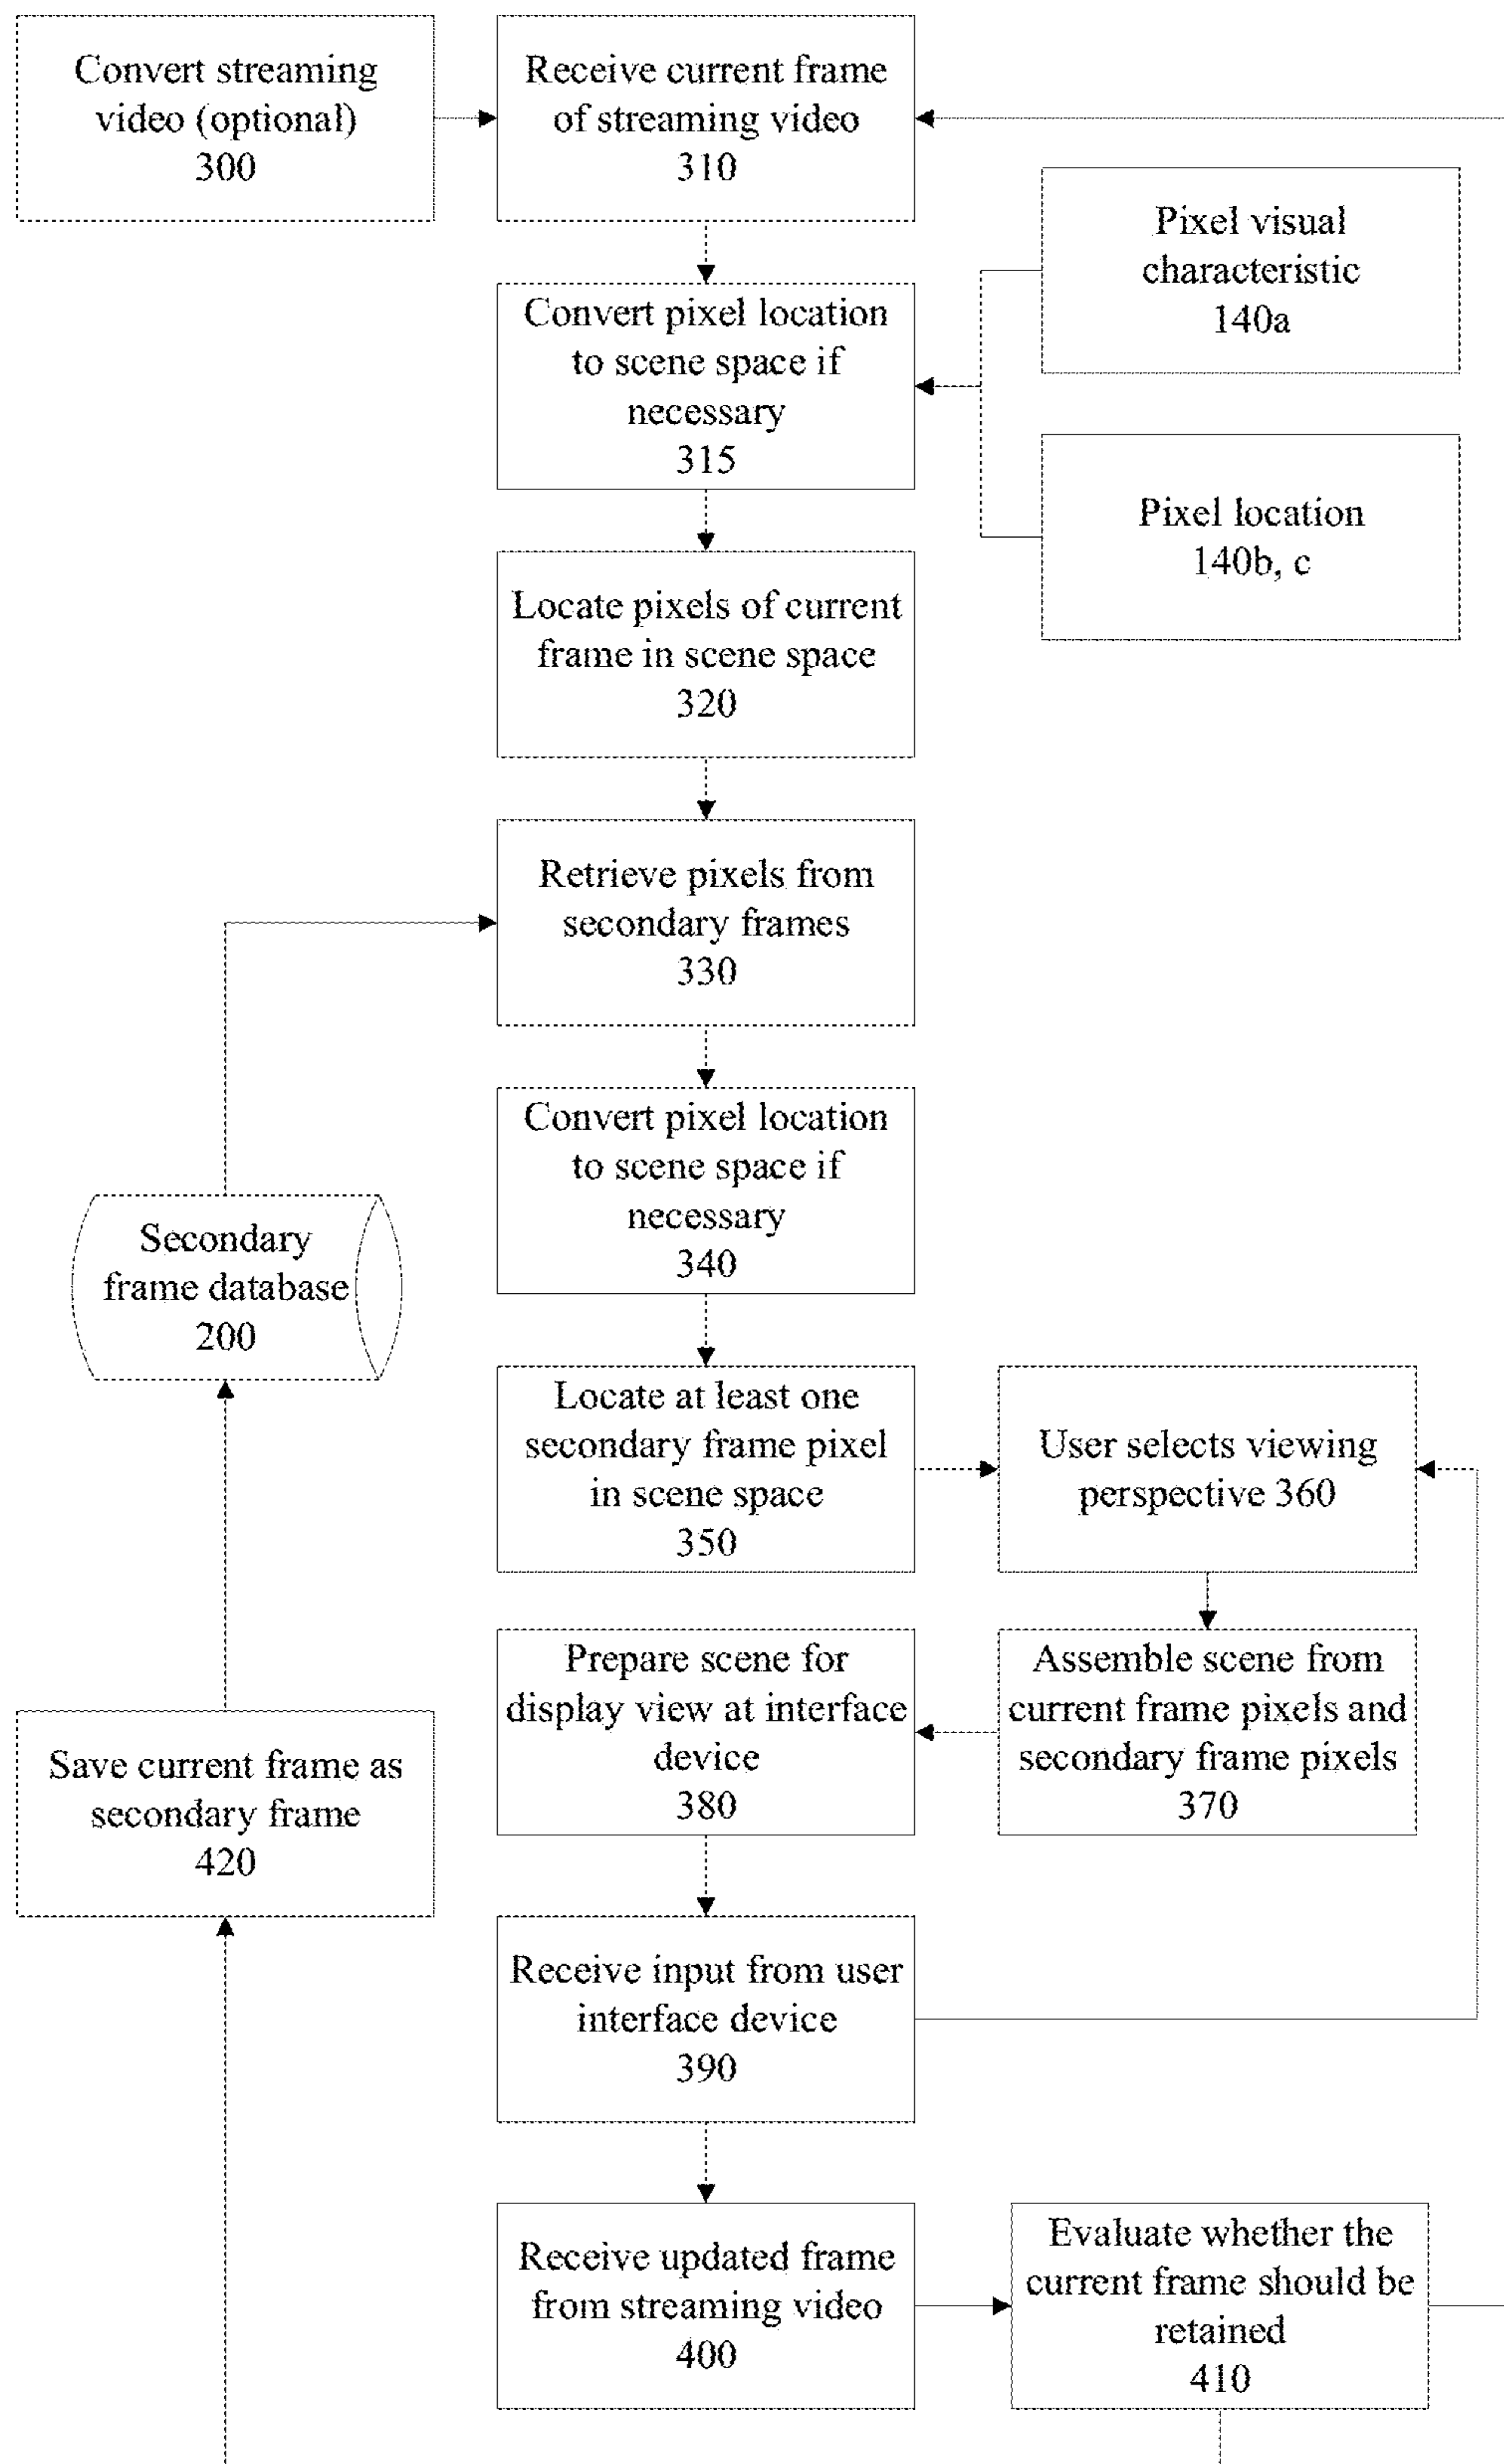 Convert streaming
video (optional)
300
Receive current frame
of streaming video
310
Pixel visual
characteristic
140a
Convert pixel location
to scene space if
necessary
315
Pixel location
140b, c
Locate pixels of current
frame in scene space
320
Retrieve pixels from
secondary frames
330
Convert pixel location
to scene space if
necessary
340
Secondary
frame database
200
Locate at least one
secondary frame pixel
in scene space
350
User selects viewing
perspective 360
Assemble scene from
current frame pixels and
secondary frame pixels
370
Prepare scene for
display view at interface
device
380
Save current frame as
secondary frame
420
Receive input from user
interface device
390
Receive updated frame
from streaming video
400
Evaluate whether the
current frame should be
retained
410